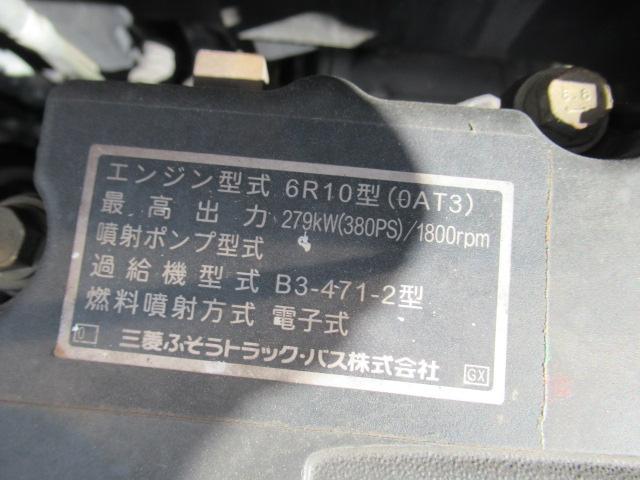 8.8
エンジン型式 6R10型(0AT3)
最高出力 279kW(380PS)/1800rpm
噴射ポンプ型式
過給機型式 B3-471-2型
燃料噴射方式 電子式
0 三菱ふそうトラック・バス株式会社 GX